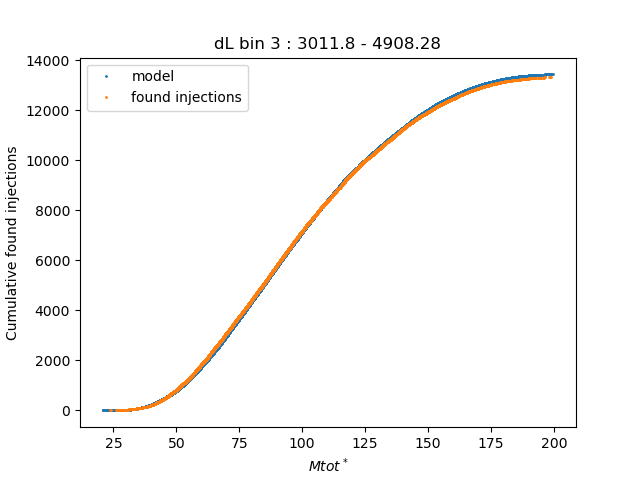 dL bin 3 : 3011.8 - 4908.28
model
found injections
Cumulative found injections
14000
12000
10000
8000
6000
4000
2000
0
25 50 75 100 125 150 175 200
Mtot*